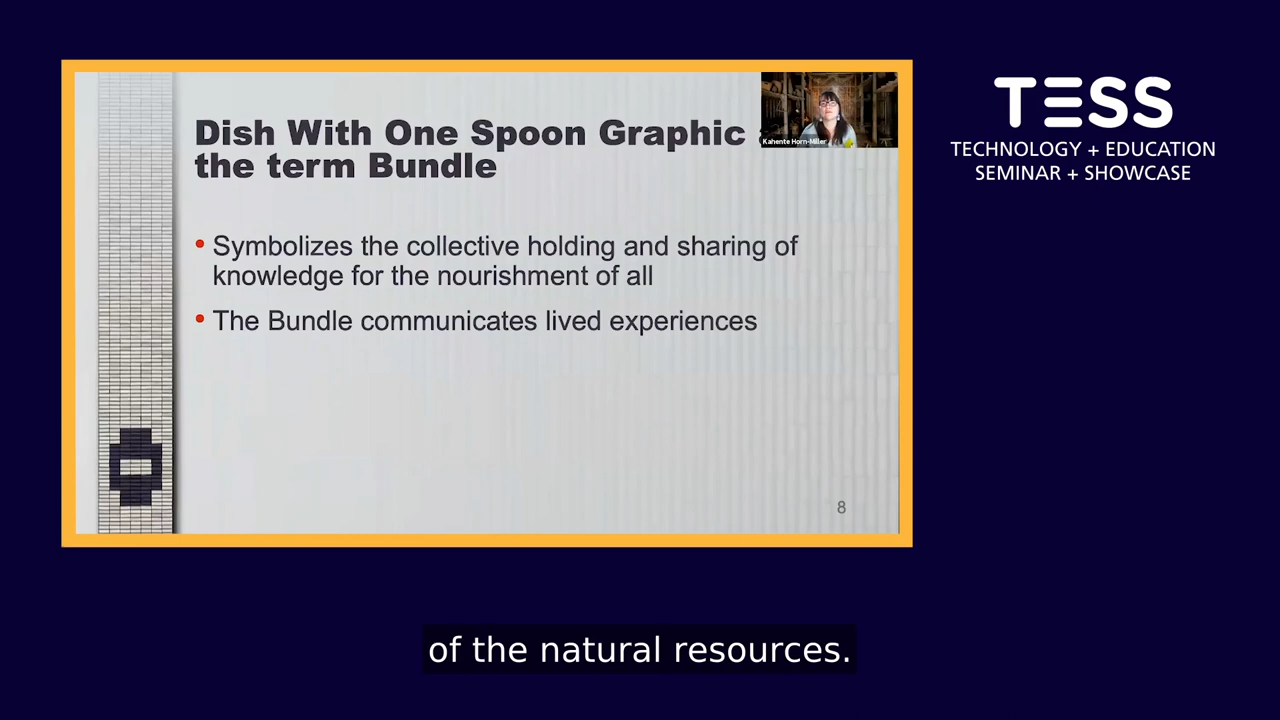 Dish With One Spoon Graphic
the term Bundle
Kahente Horn-Miller
• Symbolizes the collective holding and sharing of
knowledge for the nourishment of all
• The Bundle communicates lived experiences
8
TESS
TECHNOLOGY + EDUCATION
SEMINAR + SHOWCASE
of the natural resources.